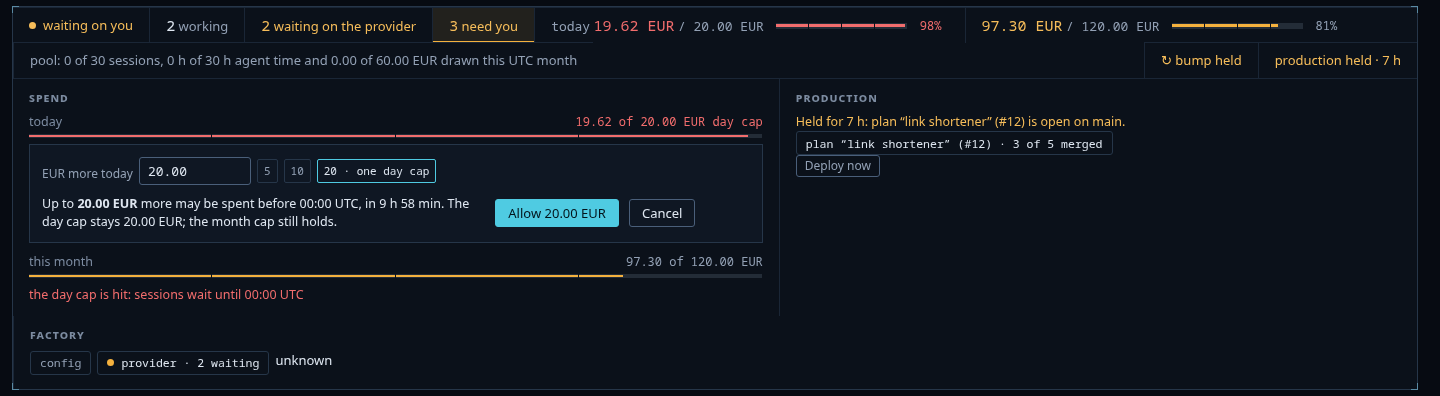 waiting on you 2 working 2 waiting on the provider 3 need you today 19.62 EUR / 20.00 EUR 98% 97.30 EUR / 120.00 EUR 81%
pool: 0 of 30 sessions, 0 h of 30 h agent time and 0.00 of 60.00 EUR drawn this UTC month ↻ bump held production held · 7 h
SPEND
today 19.62 of 20.00 EUR day cap
EUR more today 20.00 5 10 20 · one day cap
Up to 20.00 EUR more may be spent before 00:00 UTC, in 9 h 58 min. The
day cap stays 20.00 EUR; the month cap still holds.
Allow 20.00 EUR Cancel
this month 97.30 of 120.00 EUR
the day cap is hit: sessions wait until 00:00 UTC
PRODUCTION
Held for 7 h: plan “link shortener” (#12) is open on main.
plan “link shortener” (#12) · 3 of 5 merged
Deploy now
FACTORY
config provider · 2 waiting unknown